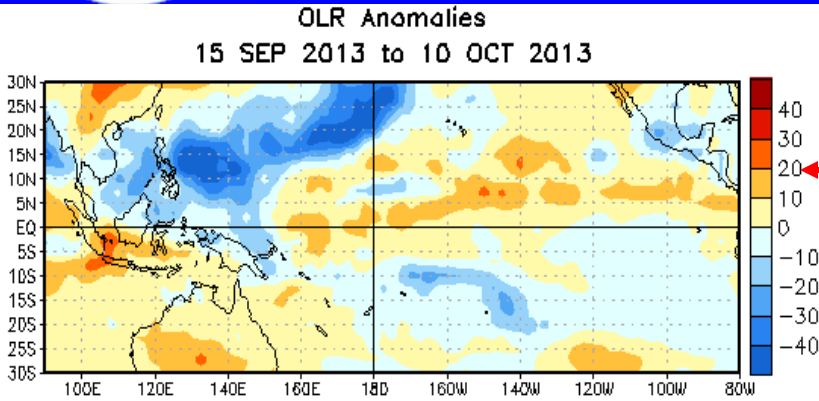 OLR Anomalies
15 SEP 2013 to 10 OCT 2013
30N
25N
20N
15N
10N
5N
EQ
5S
10S
15S
20S
25S
30S
100E 120E 140E 160E 180 160W 140W 120W 100W 80W
40
30
20
10
0
-10
-20
-30
-40